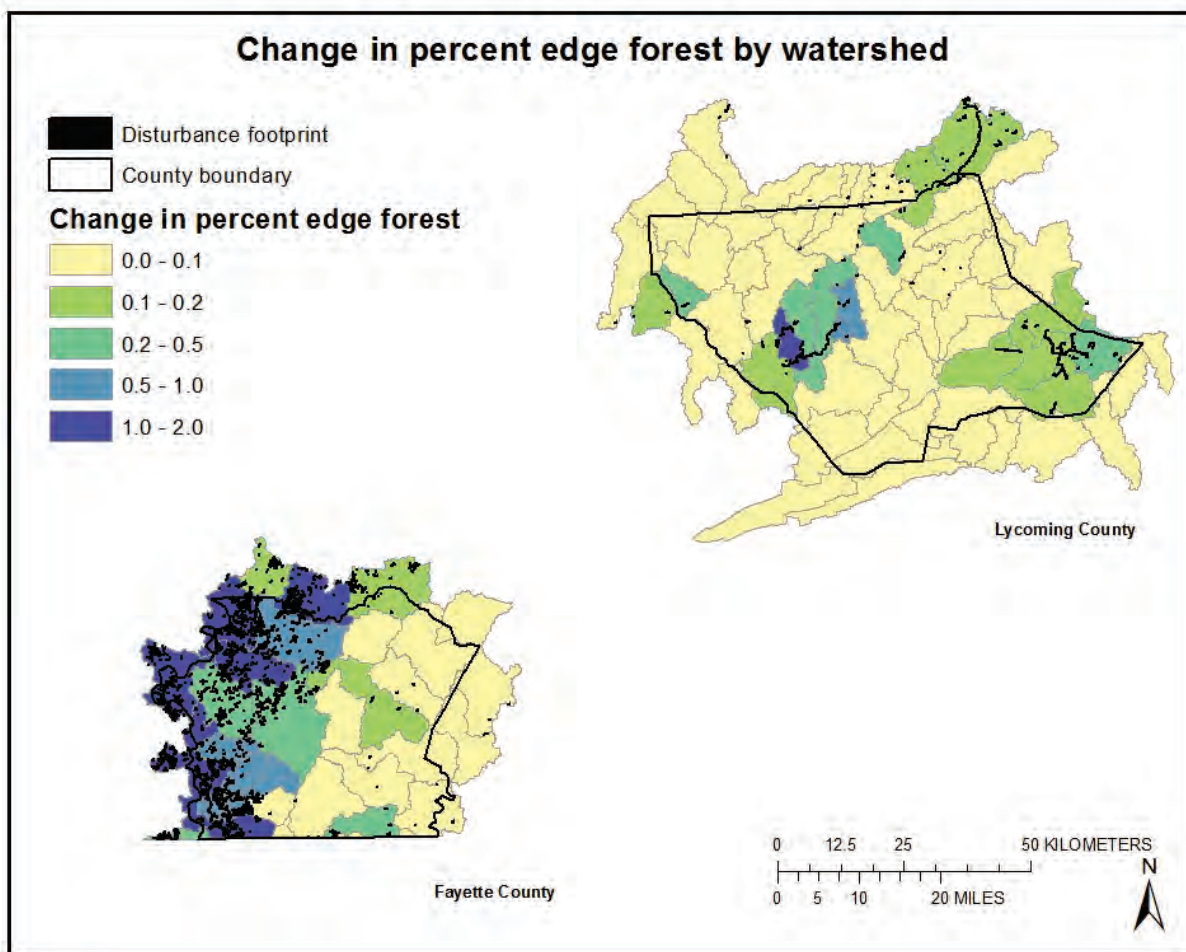 Change in percent edge forest by watershed
Disturbance footprint
County boundary
Change in percent edge forest
0.0 - 0.1
0.1 - 0.2
0.2 - 0.5
0.5 - 1.0
1.0 - 2.0
Lycoming County
Fayette County
0 12.5 25 50 KILOMETERS
0 5 10 20 MILES
N